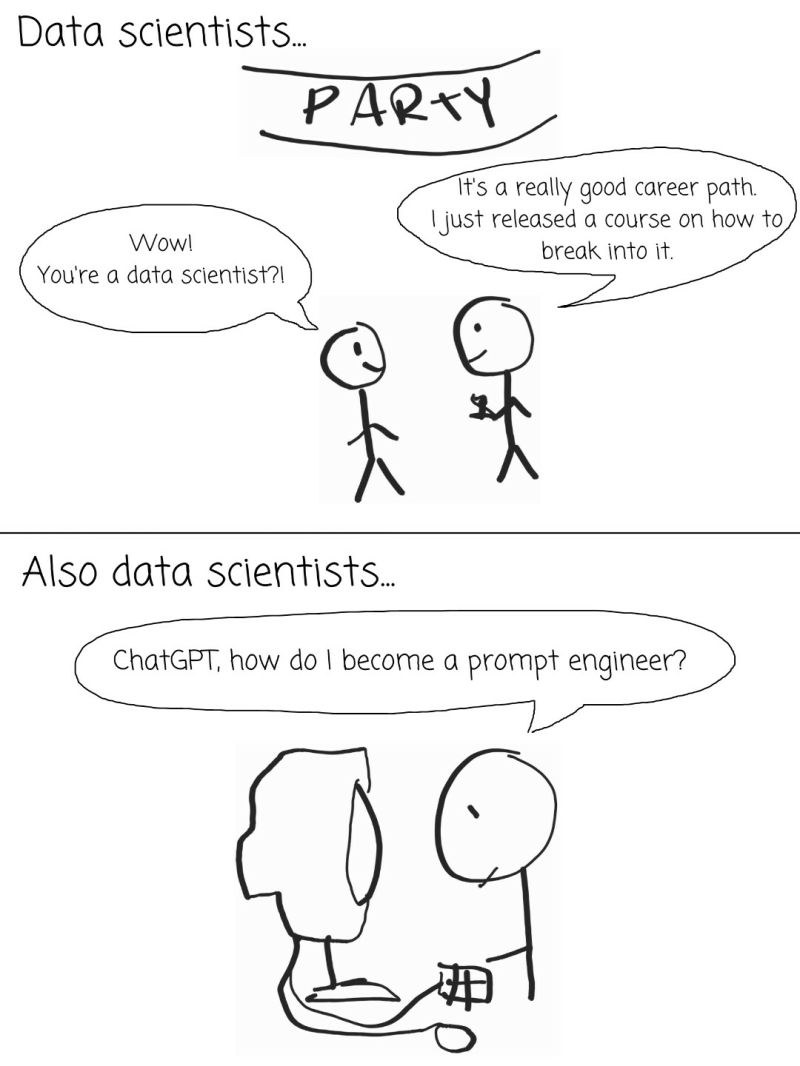 Data scientists...
PARTY
Wow!
You're a data scientist?!
It's a really good career path.
I just released a course on how to
break into it.
Also data scientists...
ChatGPT, how do I become a prompt engineer?